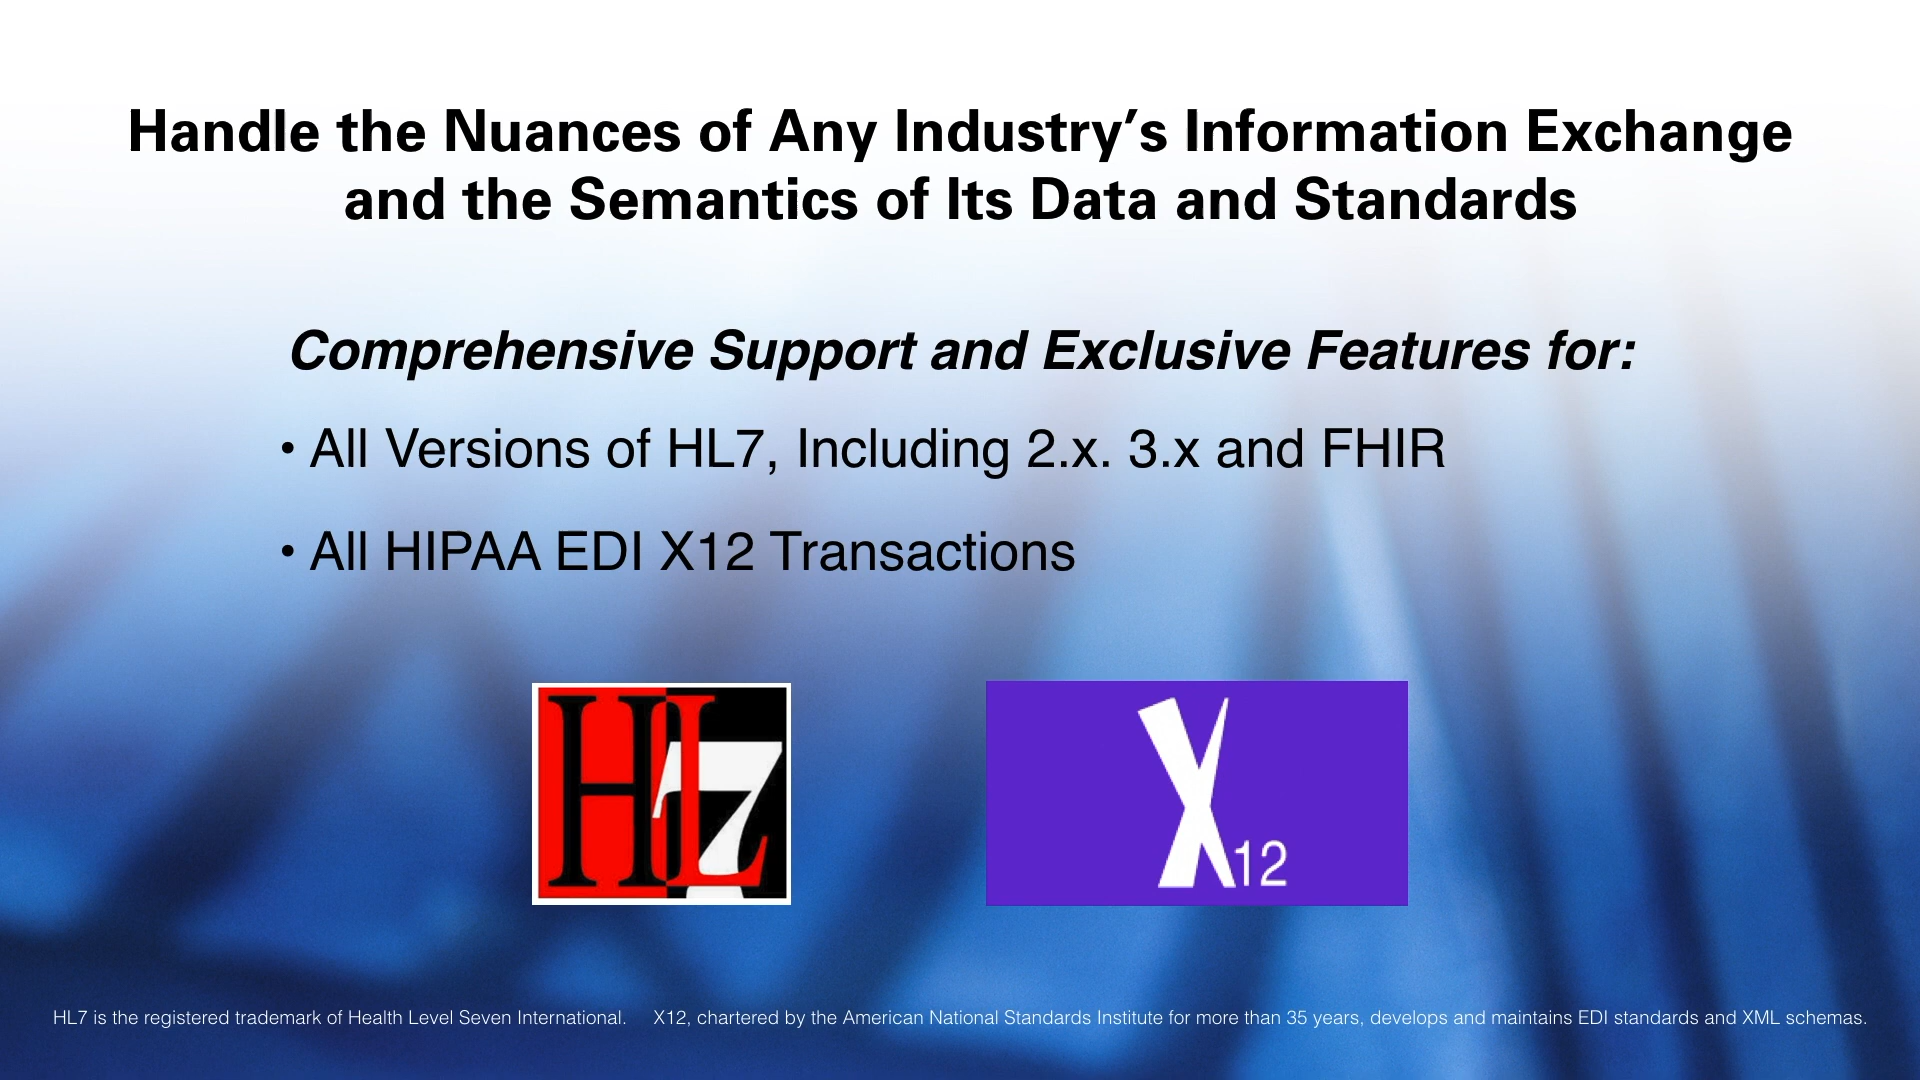 Handle the Nuances of Any Industry’s Information Exchange
and the Semantics of Its Data and Standards
Comprehensive Support and Exclusive Features for:
• All Versions of HL7, Including 2.x. 3.x and FHIR
• All HIPAA EDI X12 Transactions
HL7
X12
HL7 is the registered trademark of Health Level Seven International. X12, chartered by the American National Standards Institute for more than 35 years, develops and maintains EDI standards and XML schemas.